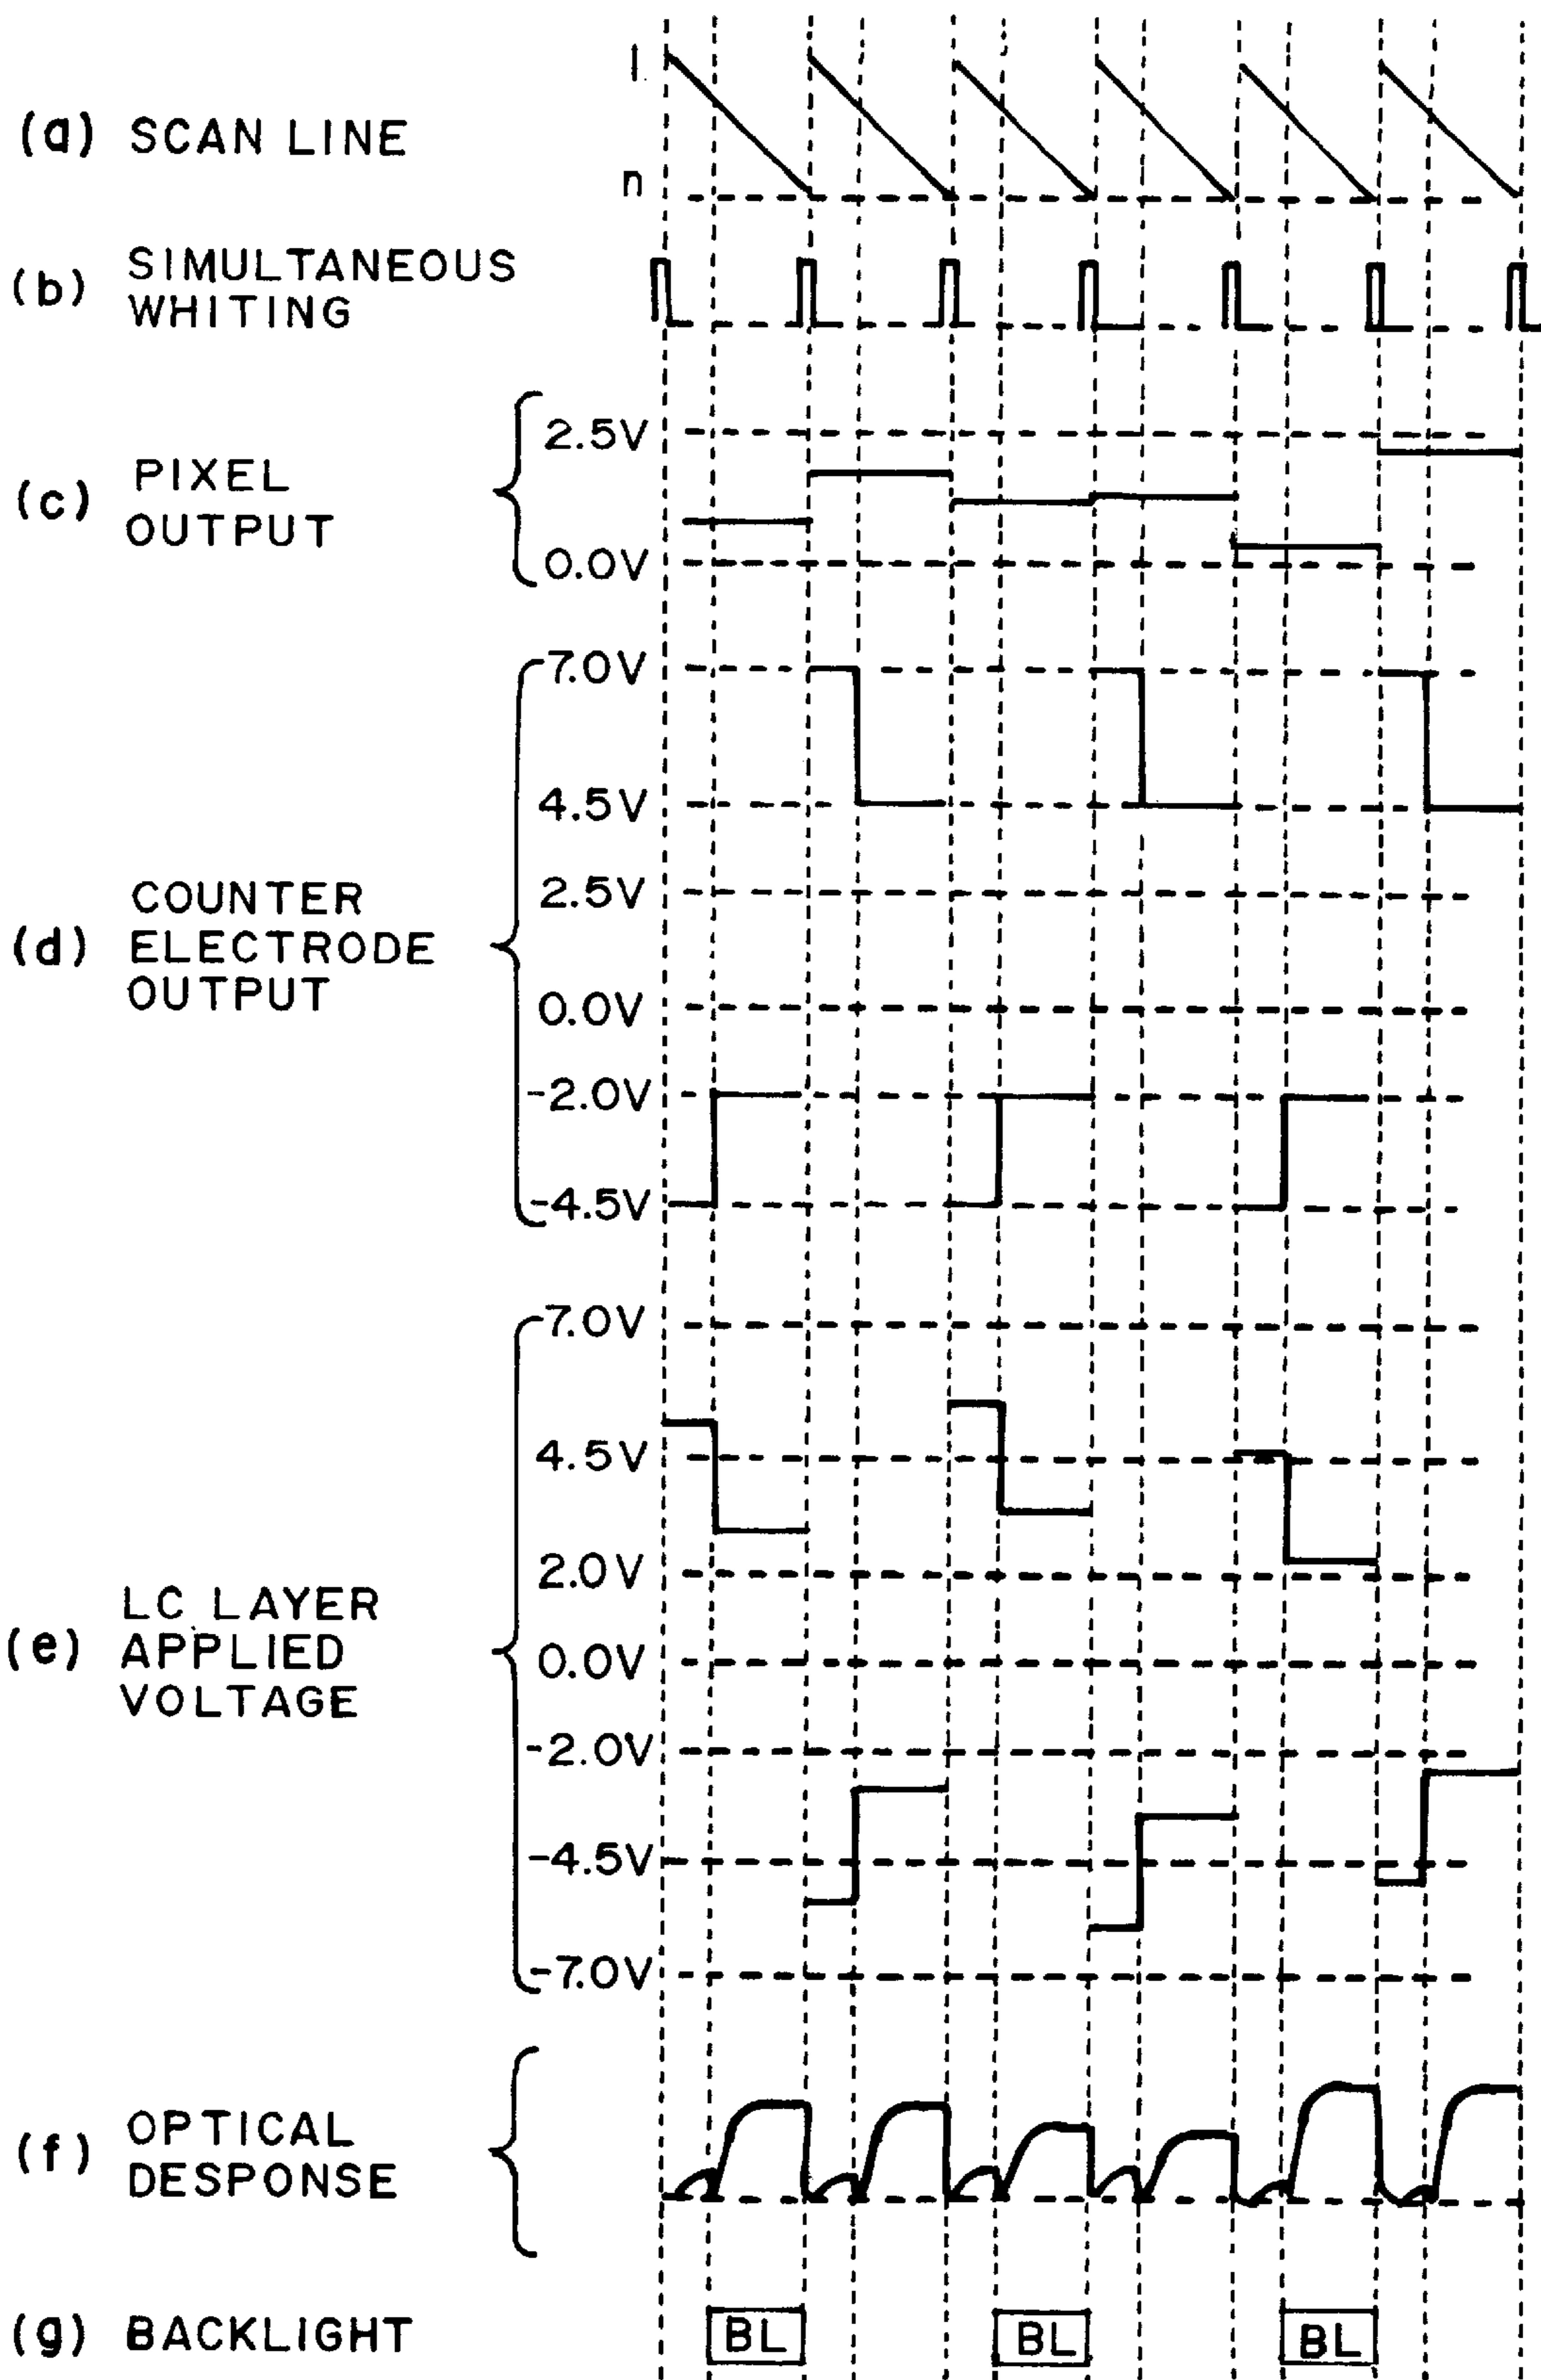 (a) SCAN LINE
1
n
(b) SIMULTANEOUS
WHITING
(c) PIXEL
OUTPUT
2.5V
0.0V
(d) COUNTER
ELECTRODE
OUTPUT
7.0V
4.5V
2.5V
0.0V
-2.0V
-4.5V
(e) LC LAYER
APPLIED
VOLTAGE
7.0V
4.5V
2.0V
0.0V
-2.0V
-4.5V
-7.0V
(f) OPTICAL
DESPONSE
(g) BACKLIGHT
BL
BL
BL